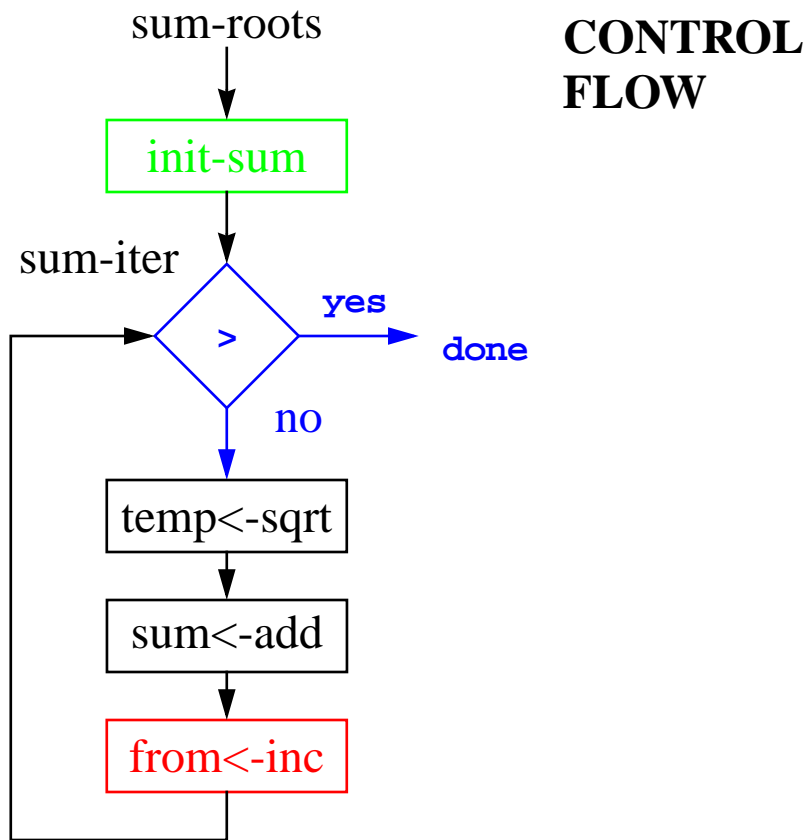 sum-roots
CONTROL
FLOW
init-sum
sum-iter
>
yes
done
no
temp<-sqrt
sum<-add
from<-inc